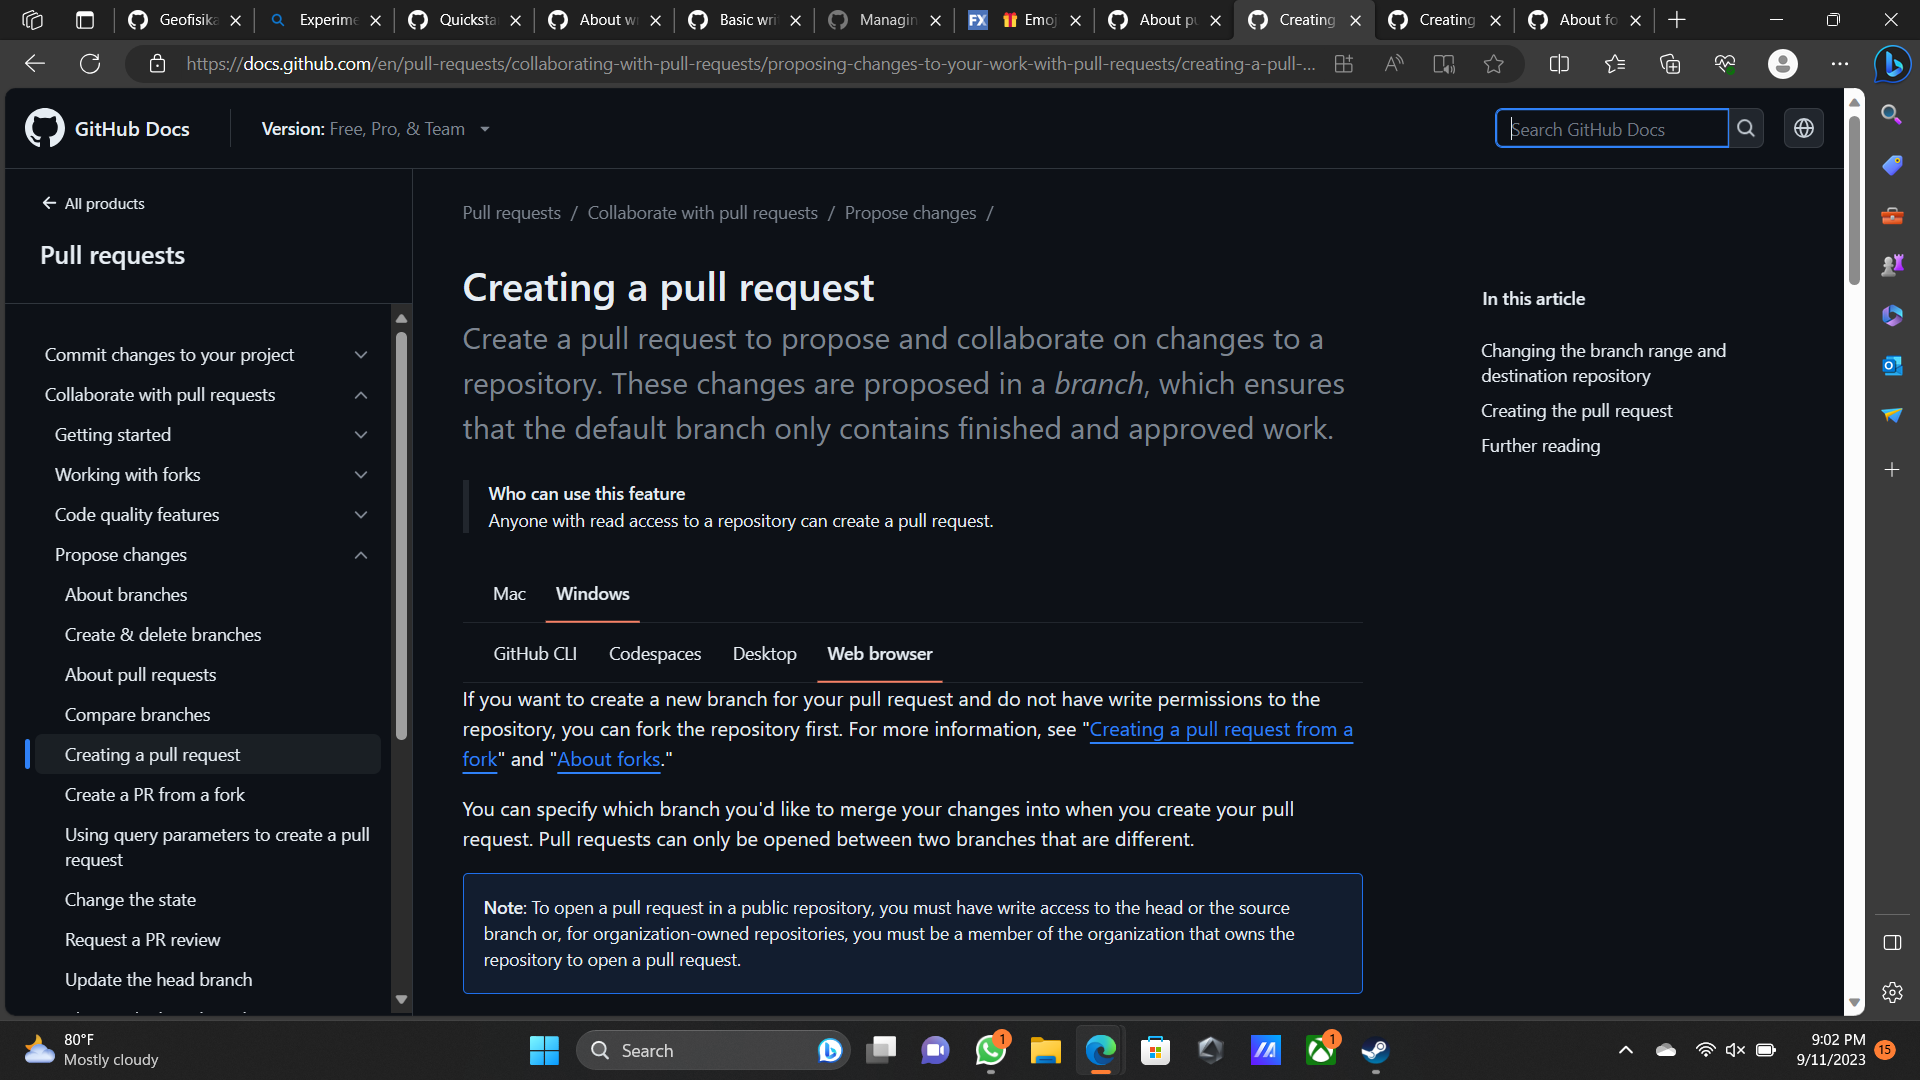 Geofisika
Experime
Quicksta
About w
Basic wri
Managin
FX
Emoj
About pu
Creating
Creating
About fo
https://docs.github.com/en/pull-requests/collaborating-with-pull-requests/proposing-changes-to-your-work-with-pull-requests/creating-a-pull-...
GitHub Docs
Version: Free, Pro, & Team
Search GitHub Docs
All products
Pull requests
Commit changes to your project
Collaborate with pull requests
Getting started
Working with forks
Code quality features
Propose changes
About branches
Create & delete branches
About pull requests
Compare branches
Creating a pull request
Create a PR from a fork
Using query parameters to create a pull
request
Change the state
Request a PR review
Update the head branch
Pull requests / Collaborate with pull requests / Propose changes /
Creating a pull request
Create a pull request to propose and collaborate on changes to a
repository. These changes are proposed in a branch, which ensures
that the default branch only contains finished and approved work.
Who can use this feature
Anyone with read access to a repository can create a pull request.
Mac Windows
GitHub CLI Codespaces Desktop Web browser
If you want to create a new branch for your pull request and do not have write permissions to the
repository, you can fork the repository first. For more information, see "Creating a pull request from a
fork" and "About forks."
You can specify which branch you'd like to merge your changes into when you create your pull
request. Pull requests can only be opened between two branches that are different.
Note: To open a pull request in a public repository, you must have write access to the head or the source
branch or, for organization-owned repositories, you must be a member of the organization that owns the
repository to open a pull request.
In this article
Changing the branch range and
destination repository
Creating the pull request
Further reading
80°F
Mostly cloudy
Search
1
1
9:02 PM
9/11/2023
15